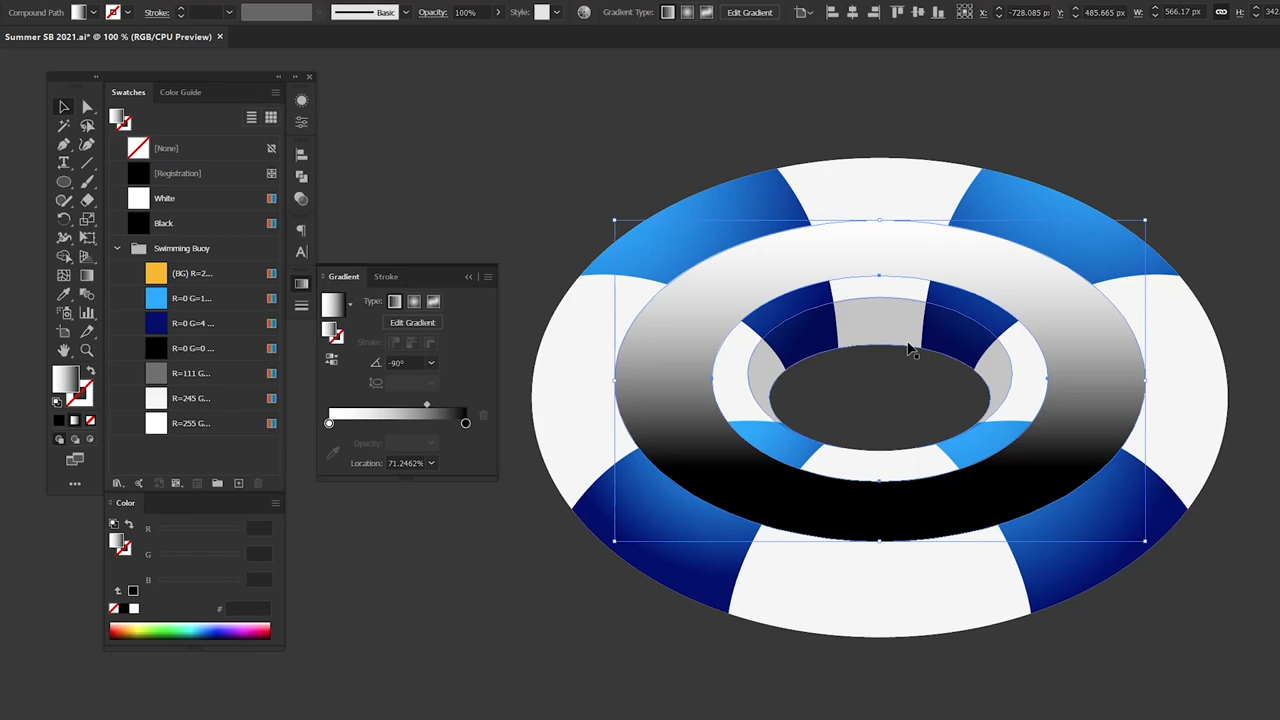 Compound Path Stroke: Basic Opacity: 100% Style: Gradient Type: Edit Gradient X: -728.085 px Y: 485.665 px W: 566.17 px H: 342.
Summer SB 2021.ai* @ 100 % (RGB/CPU Preview) ×
Swatches Color Guide
[None]
[Registration]
White
Black
Swimming Buoy
(BG) R=2...
R=0 G=1...
R=0 G=4 ...
R=0 G=0 ...
R=111 G...
R=245 G...
R=255 G...
Color
R
G
B
#
Gradient Stroke
Type:
Edit Gradient
Stroke:
-90°
Opacity:
Location: 71.2462%